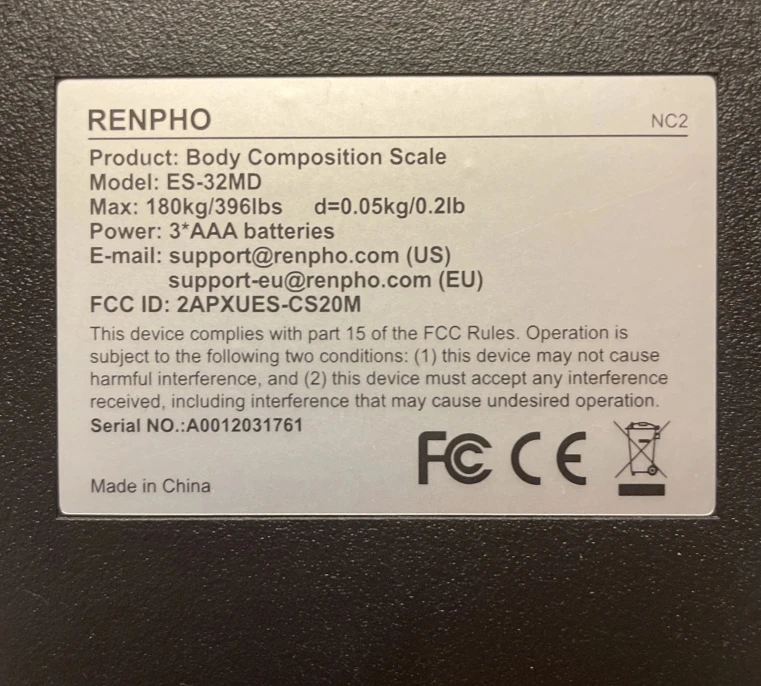 RENPHO NC2
Product: Body Composition Scale
Model: ES-32MD
Max: 180kg/396lbs d=0.05kg/0.2lb
Power: 3*AAA batteries
E-mail: support@renpho.com (US)
support-eu@renpho.com (EU)
FCC ID: 2APXUES-CS20M
This device complies with part 15 of the FCC Rules. Operation is
subject to the following two conditions: (1) this device may not cause
harmful interference, and (2) this device must accept any interference
received, including interference that may cause undesired operation.
Serial NO.:A0012031761
FC CE
Made in China